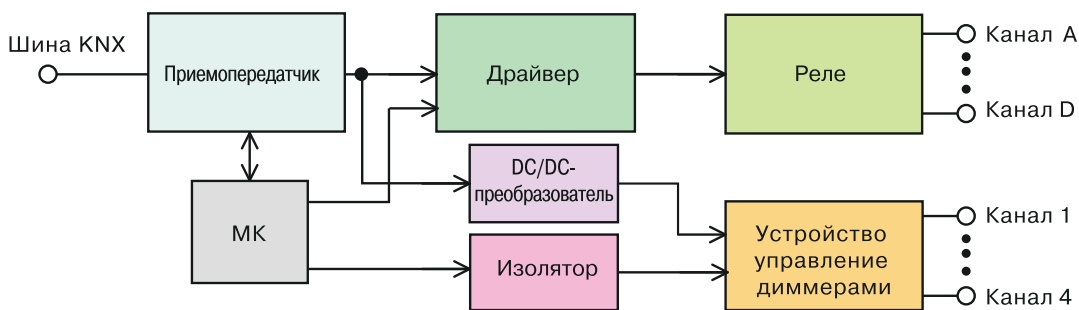 Шина KNX
Приемопередатчик
Драйвер
Реле
Канал A
Канал D
DC/DC-
преобразователь
МК
Изолятор
Устройство
управление
диммерами
Канал 1
Канал 4